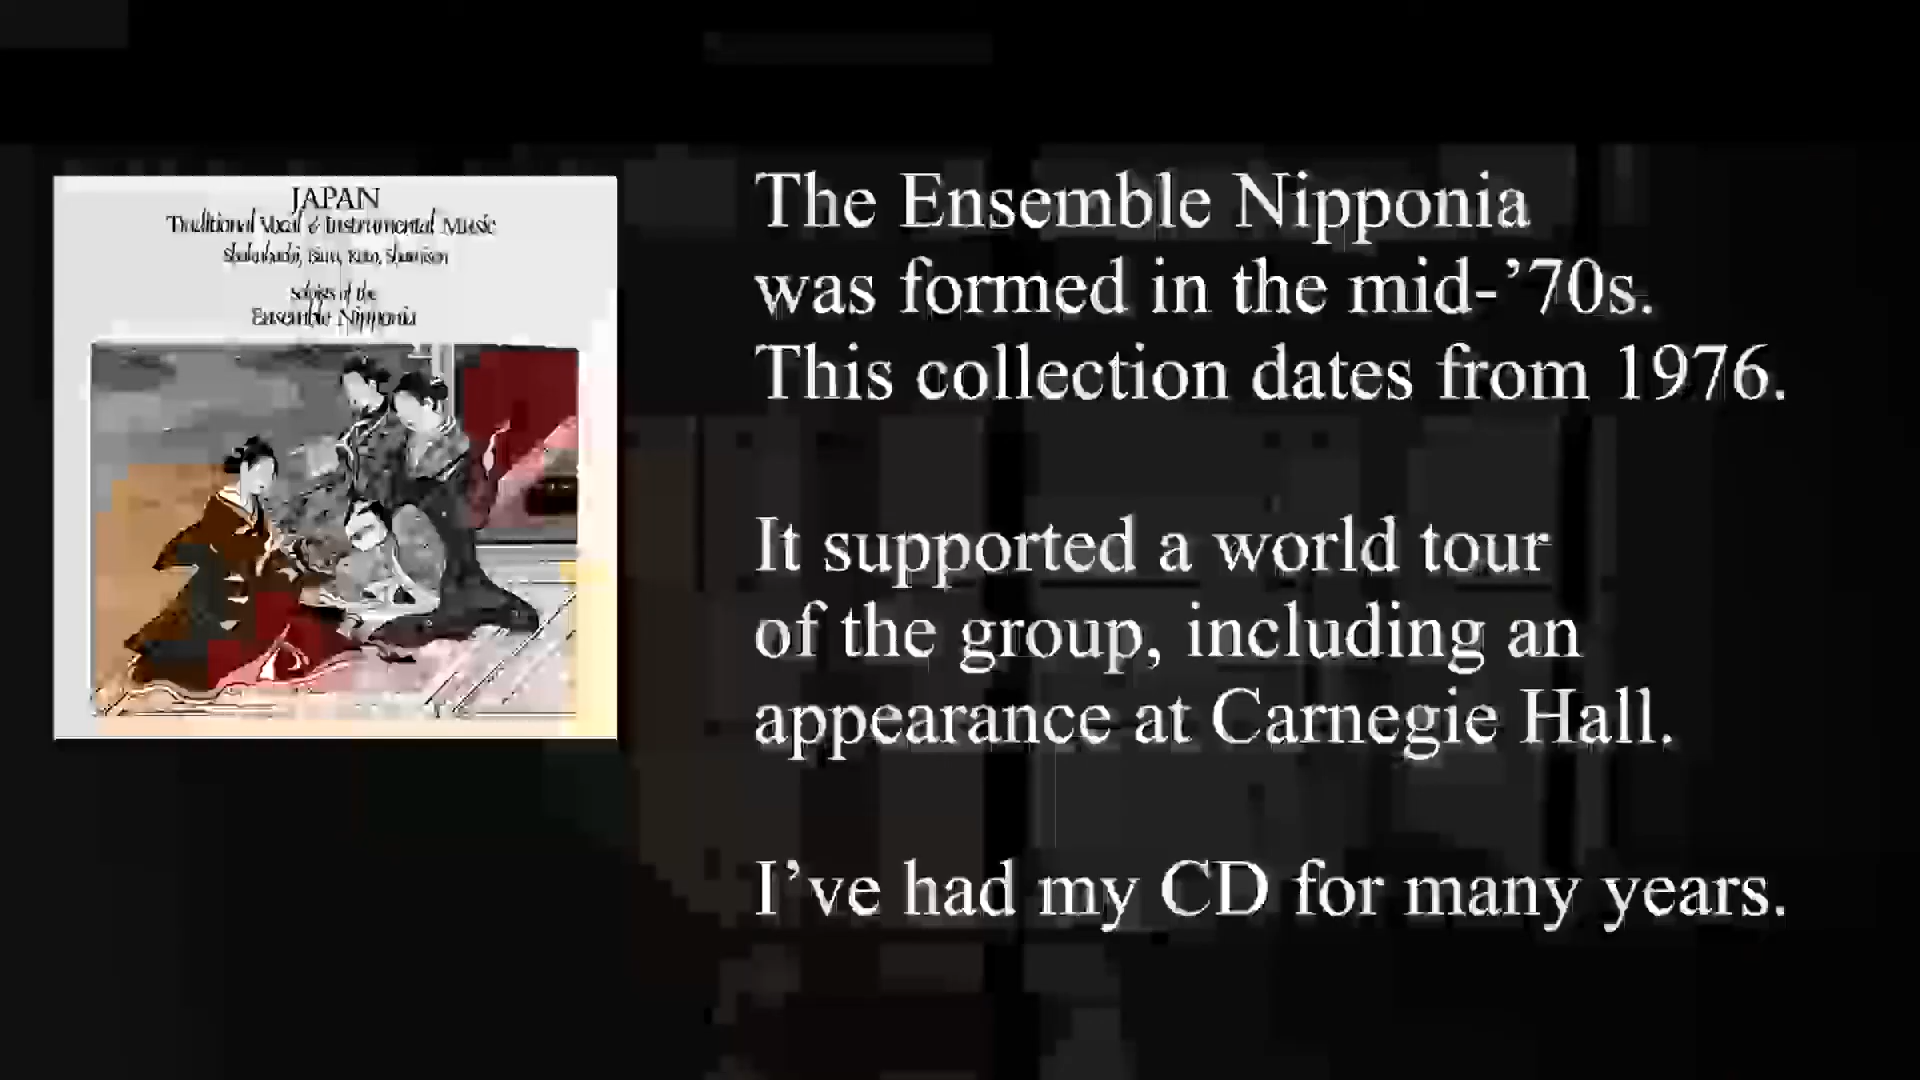 JAPAN
Traditional Vocal & Instrumental Music
Shakuhachi, Biwa, Koto, Shamisen
soloists of the
Ensemble Nipponia
The Ensemble Nipponia
was formed in the mid-’70s.
This collection dates from 1976.
It supported a world tour
of the group, including an
appearance at Carnegie Hall.
I’ve had my CD for many years.